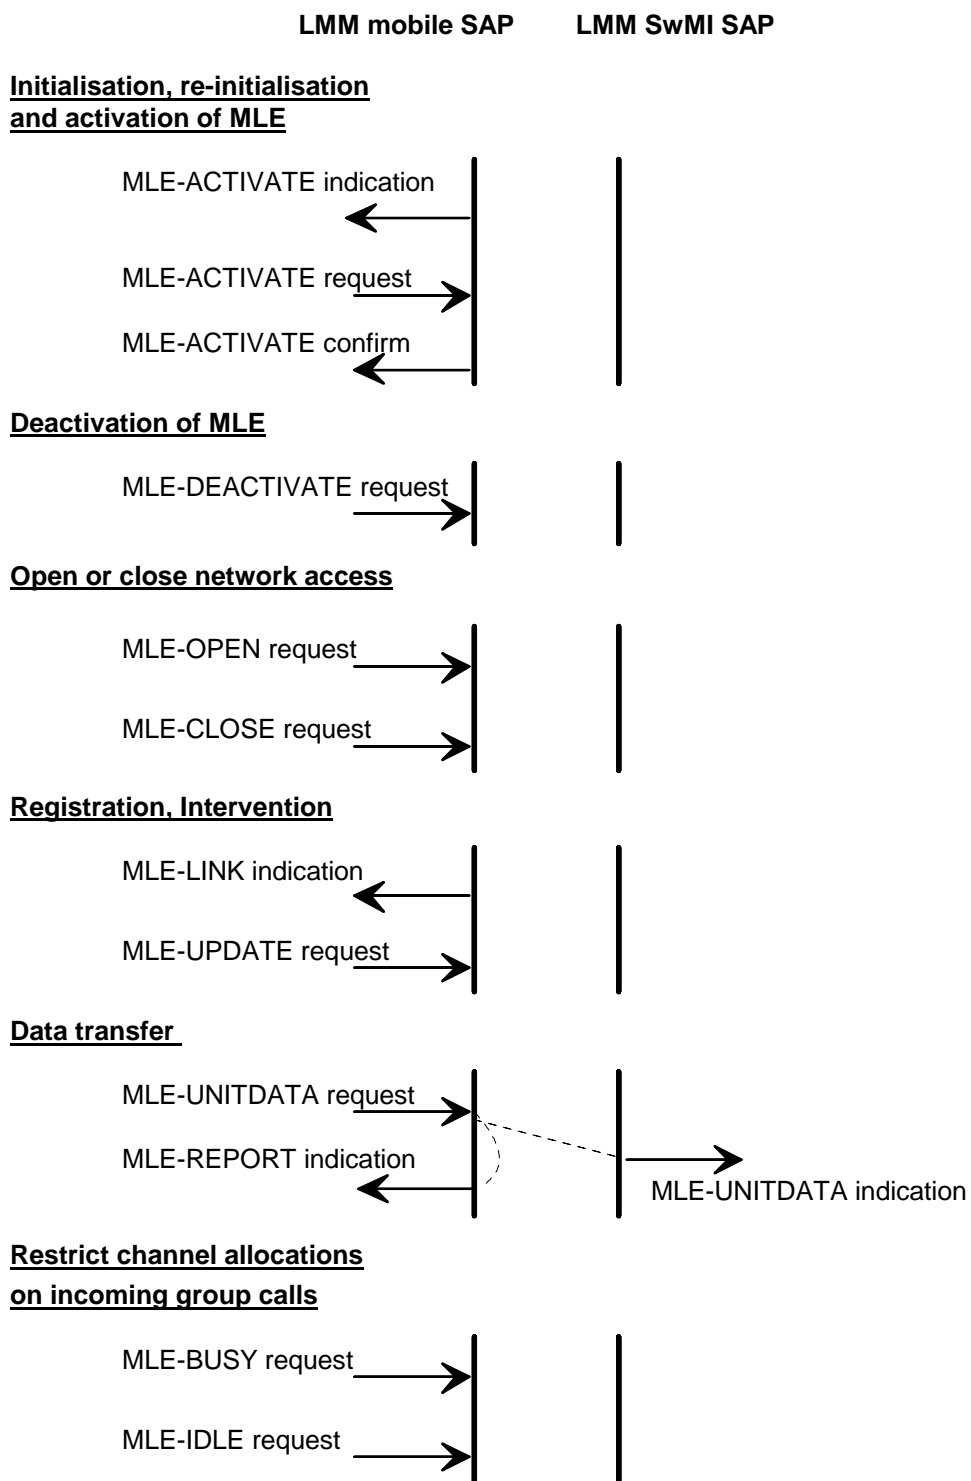 LMM mobile SAP LMM SwMI SAP
Initialisation, re-initialisation
and activation of MLE
MLE-ACTIVATE indication
MLE-ACTIVATE request
MLE-ACTIVATE confirm
Deactivation of MLE
MLE-DEACTIVATE request
Open or close network access
MLE-OPEN request
MLE-CLOSE request
Registration, Intervention
MLE-LINK indication
MLE-UPDATE request
Data transfer
MLE-UNITDATA request
MLE-REPORT indication
MLE-UNITDATA indication
Restrict channel allocations
on incoming group calls
MLE-BUSY request
MLE-IDLE request